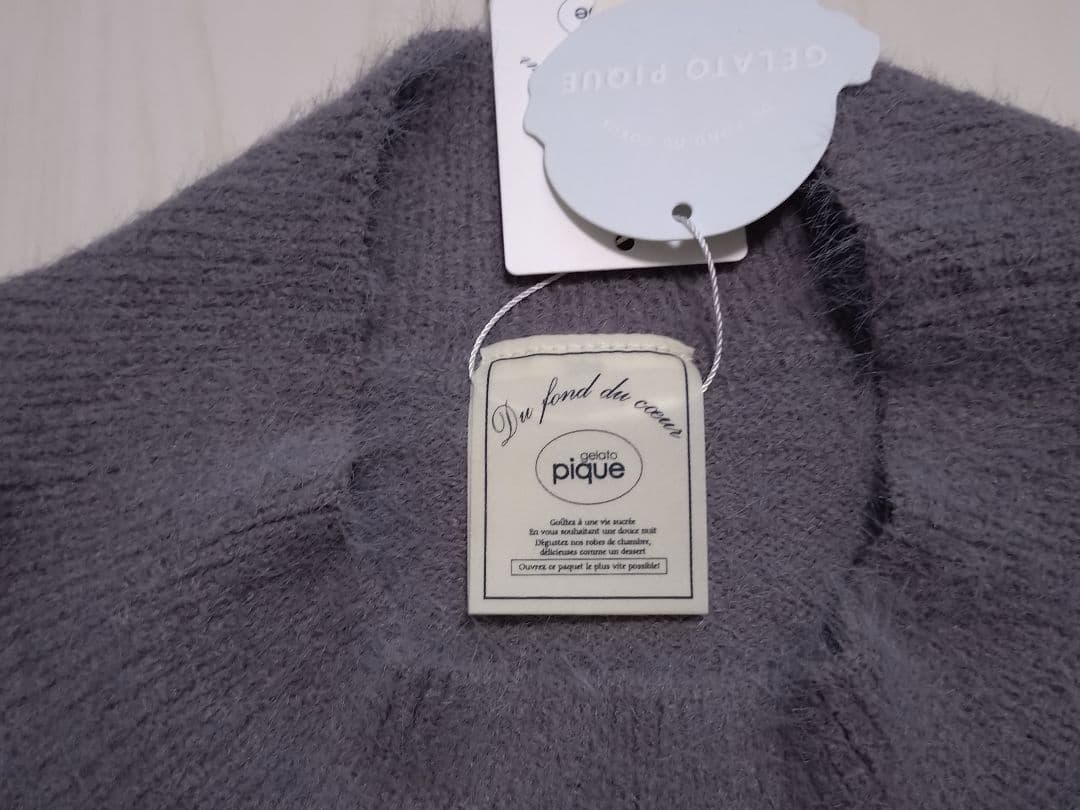 GELATO PIQUE
Du fond du cœur
gelato
pique
Goûtez à une vie sucrée
En vous souhaitant une douce nuit
Dégustez nos robes de chambre,
délicieuses comme un dessert
Ouvrez ce paquet le plus vite possible!